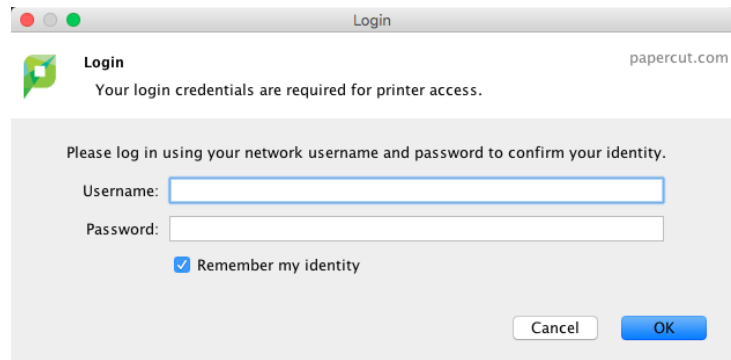 Login
Login
papercut.com
Your login credentials are required for printer access.
Please log in using your network username and password to confirm your identity.
Username:
Password:
Remember my identity
Cancel
OK